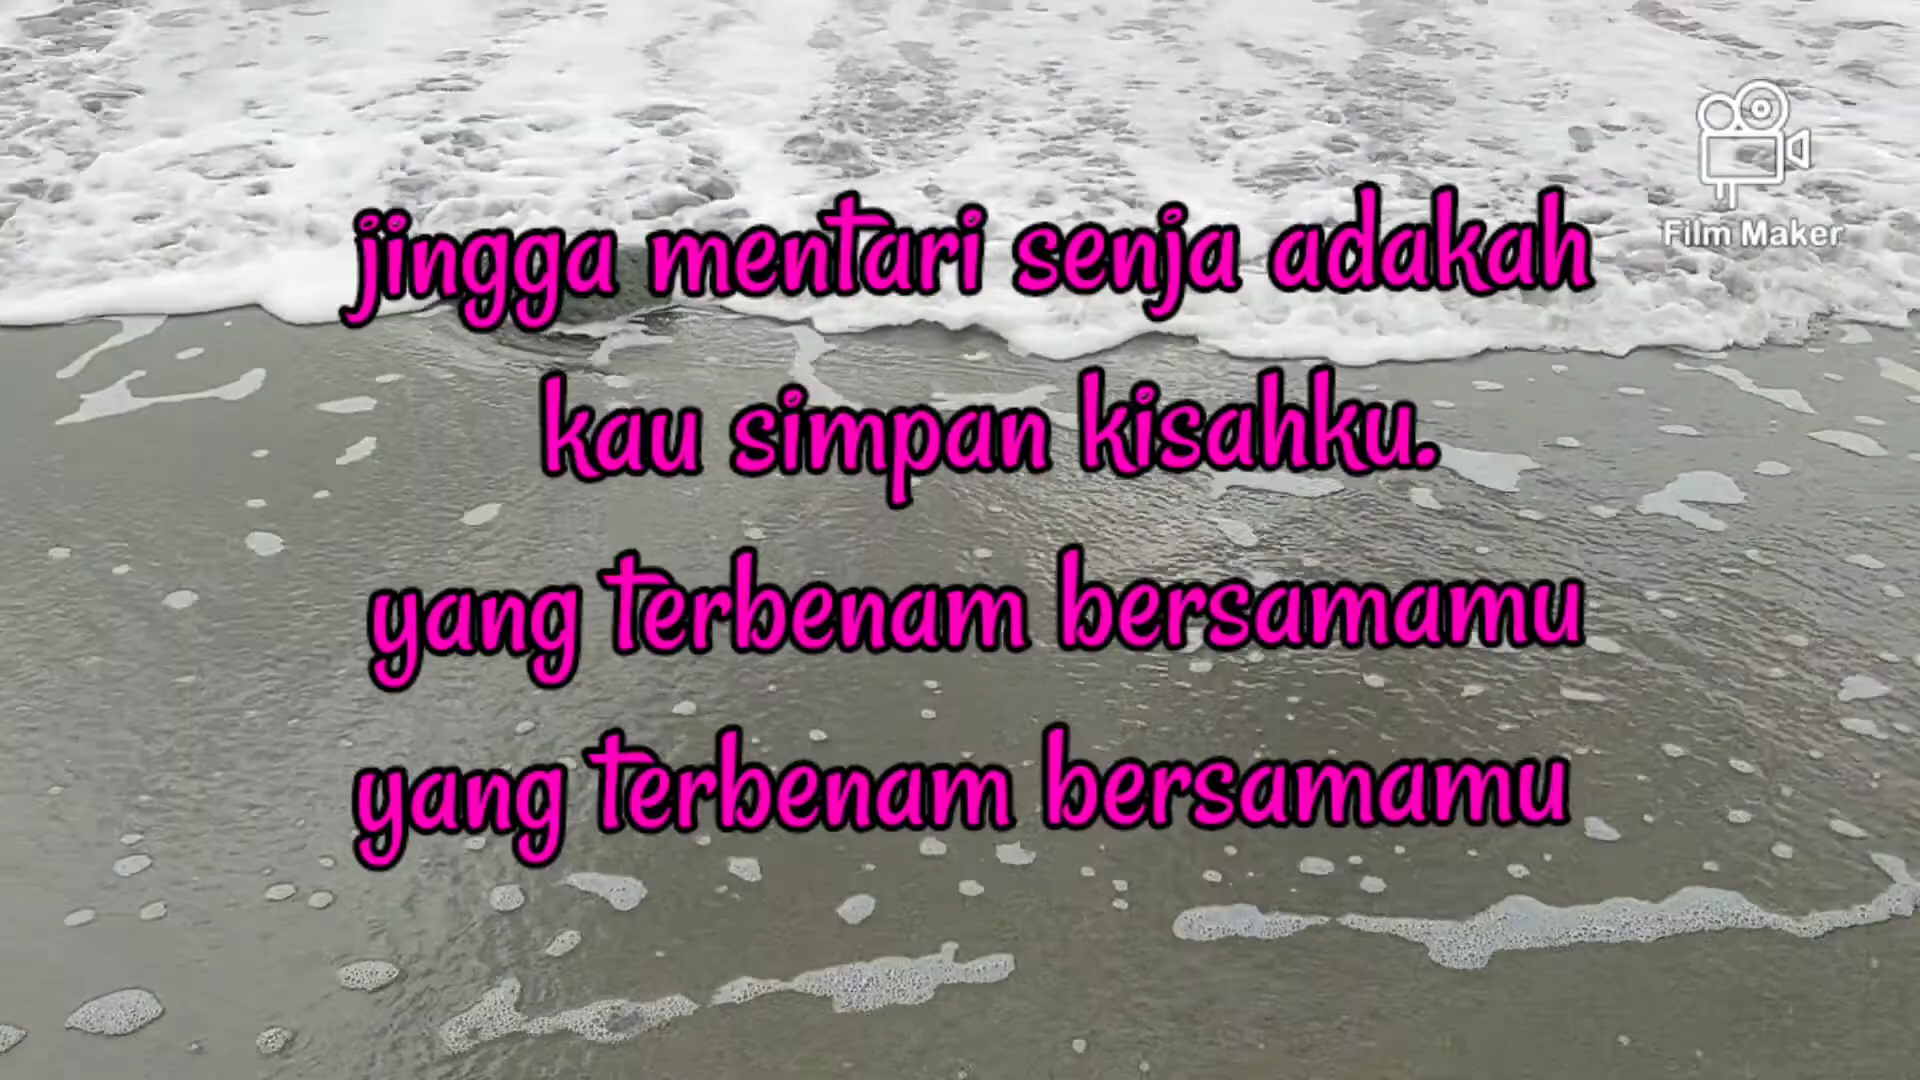 Film Maker
jingga mentari senja adakah
kau simpan kisahku.
yang terbenam bersamamu
yang terbenam bersamamu